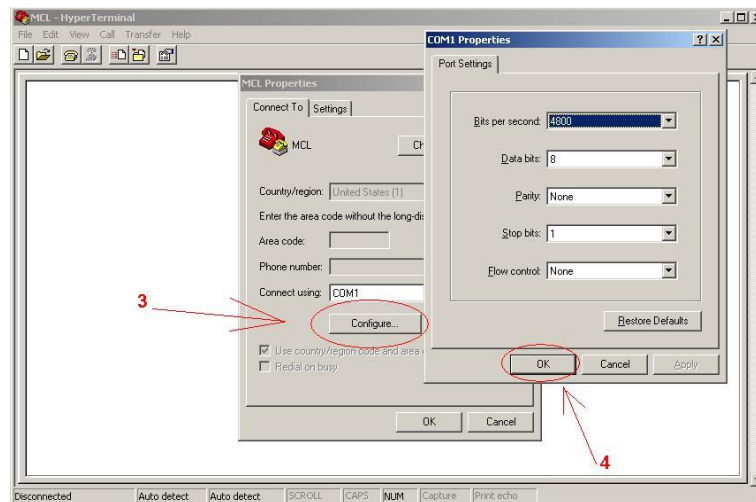 MCL - HyperTerminal
File Edit View Call Transfer Help
MCL Properties
Connect To
Settings
MCL
Country/region: United States (1)
Enter the area code without the long-dis
Area code:
Phone number:
Connect using: COM1
Configure...
Use country/region code and area
Redial on busy
OK
Cancel
3
COM1 Properties
Port Settings
Bits per second: 4800
Data bits: 8
Parity: None
Stop bits: 1
Flow control: None
Restore Defaults
OK
Cancel
Apply
4
Disconnected
Auto detect
Auto detect
SCROLL
CAPS
NUM
Capture
Print echo